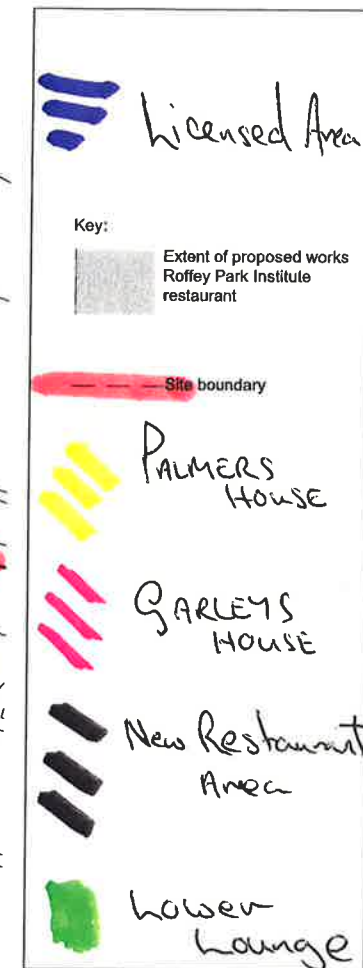 Licensed Area
Key:
Extent of proposed works
Roffey Park Institute
restaurant
Site boundary
PALMERS
HOUSE
GARLEYS
HOUSE
New Restaurant
Area
Lower
Lounge